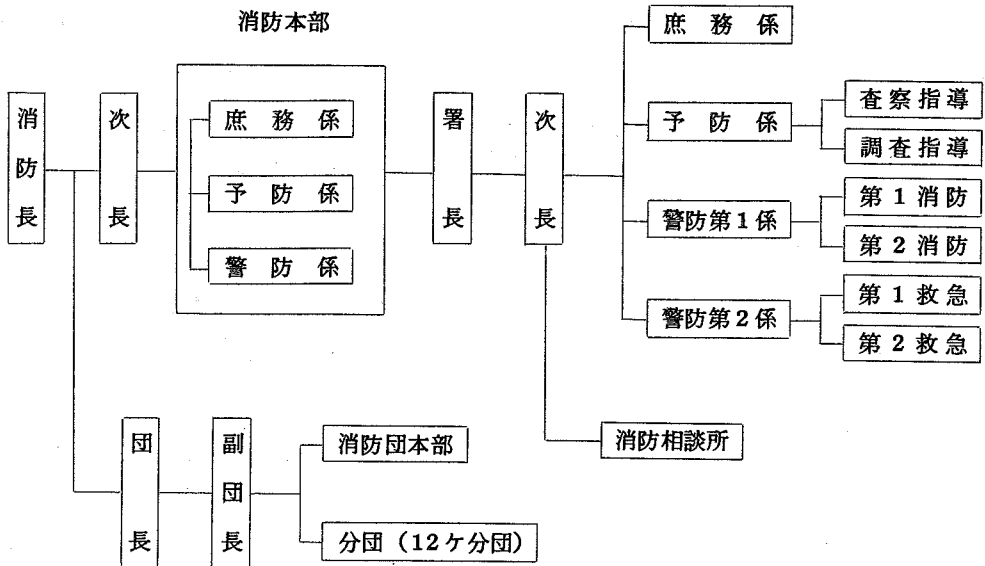 消防本部
消防長
次長
庶務係
予防係
警防係
署長
次長
庶務係
予防係
査察指導
調査指導
警防第1係
第1消防
第2消防
警防第2係
第1救急
第2救急
消防相談所
団長
副団長
消防団本部
分団（12ケ分団）